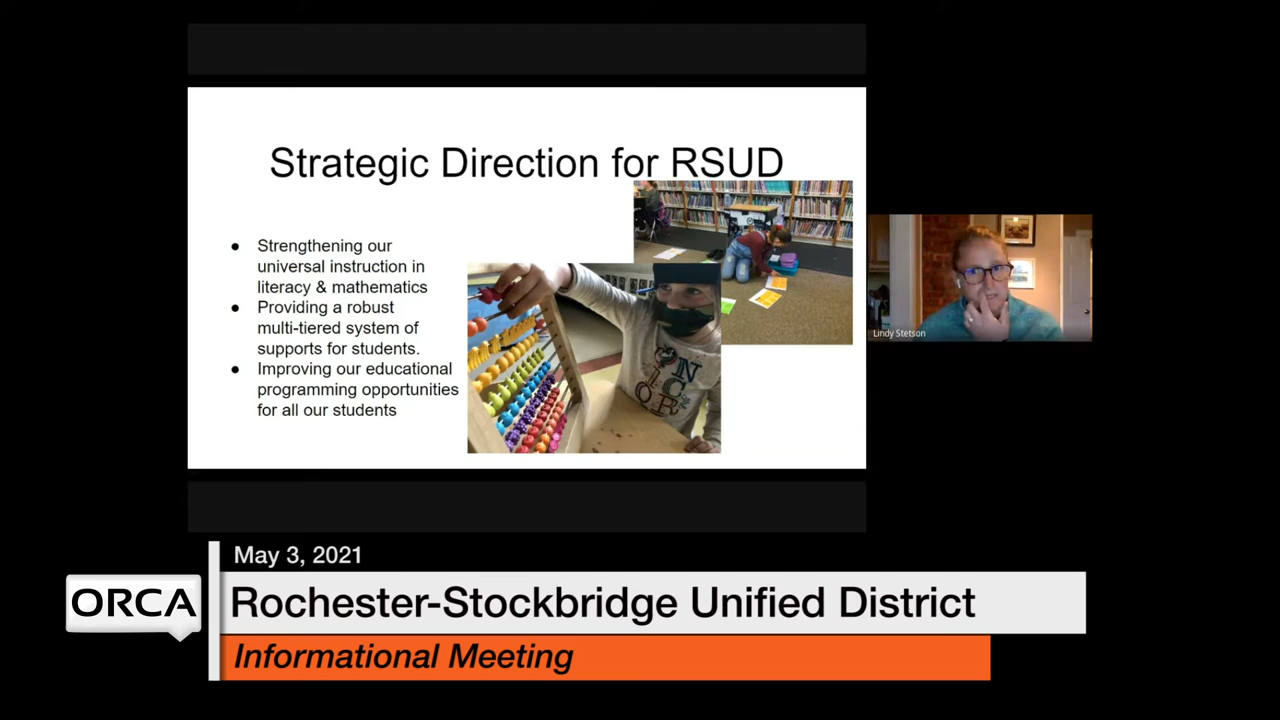 Strategic Direction for RSUD
● Strengthening our
universal instruction in
literacy & mathematics
● Providing a robust
multi-tiered system of
supports for students.
● Improving our educational
programming opportunities
for all our students
Lindy Stetson
May 3, 2021
ORCA
Rochester-Stockbridge Unified District
Informational Meeting